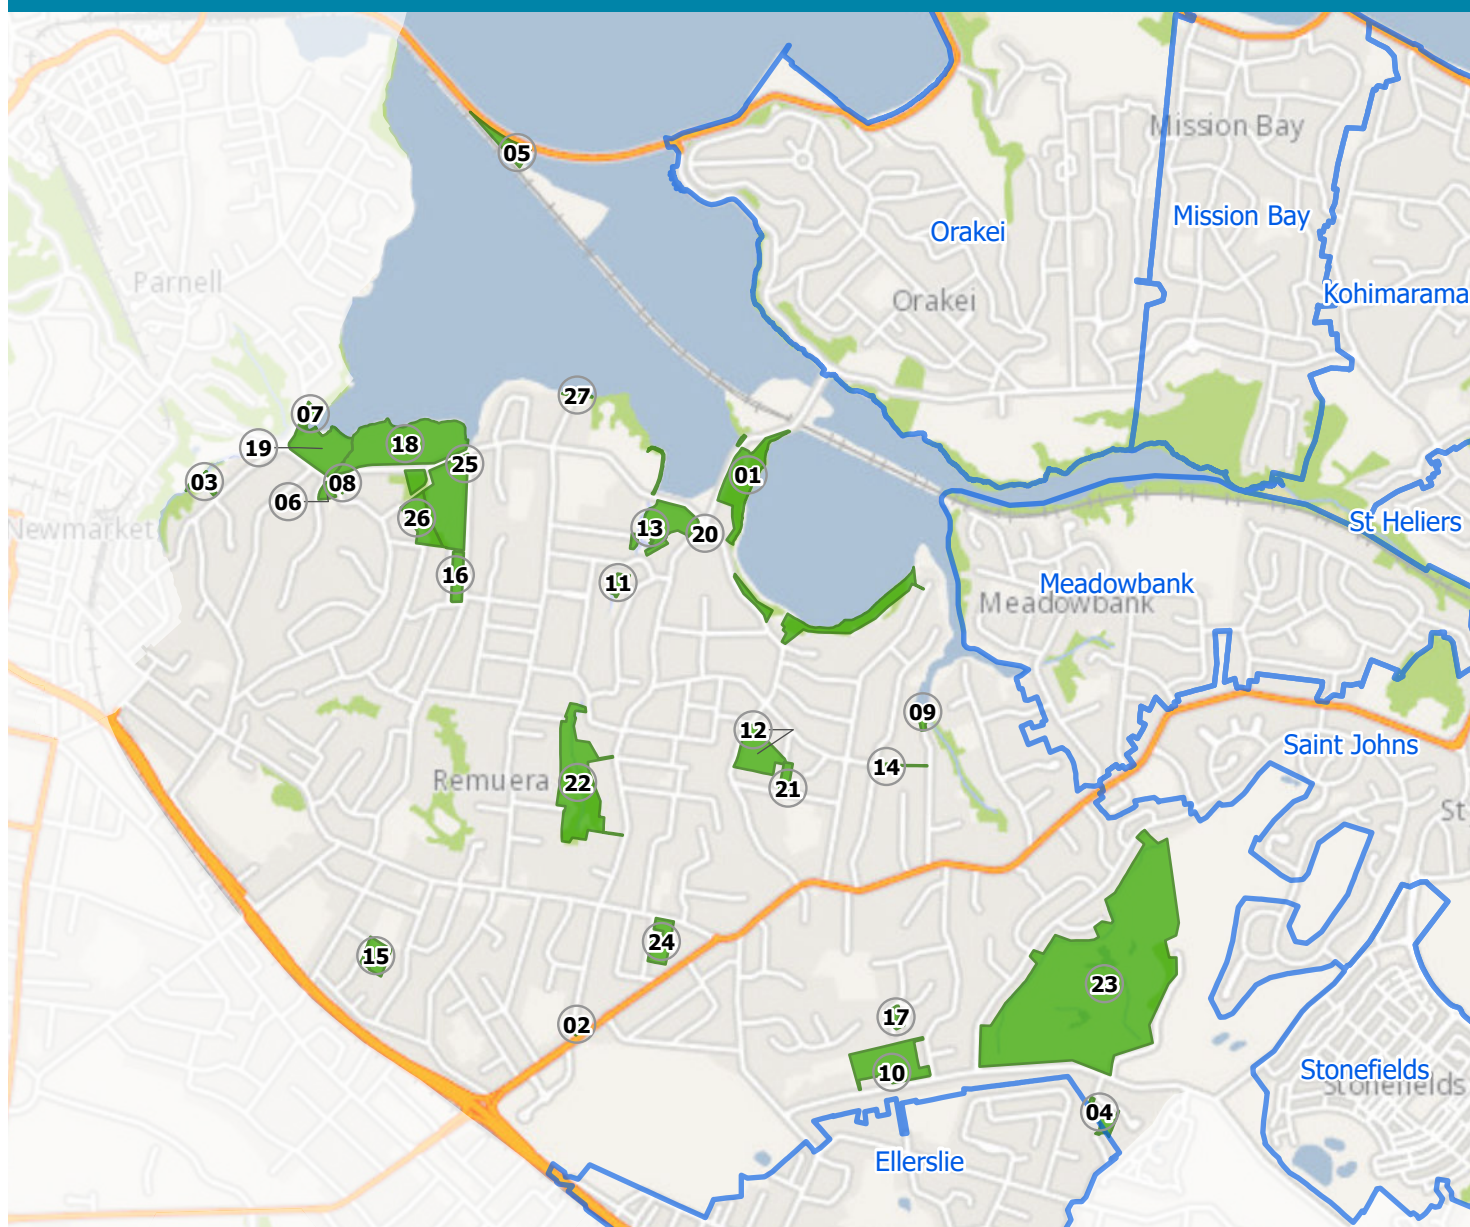 Mission Bay
05
Mission Bay
Orakei
Parnell
Kohimarama
Orakei
27
07
19
18
25
01
03
08
06
26
13
20
St Heliers
Newmarket
16
11
Meadowbank
Meadowbank
09
12
Saint Johns
14
22
Remuera
21
St
24
15
23
17
02
10
Stonefields
Stonefields
04
Ellerslie